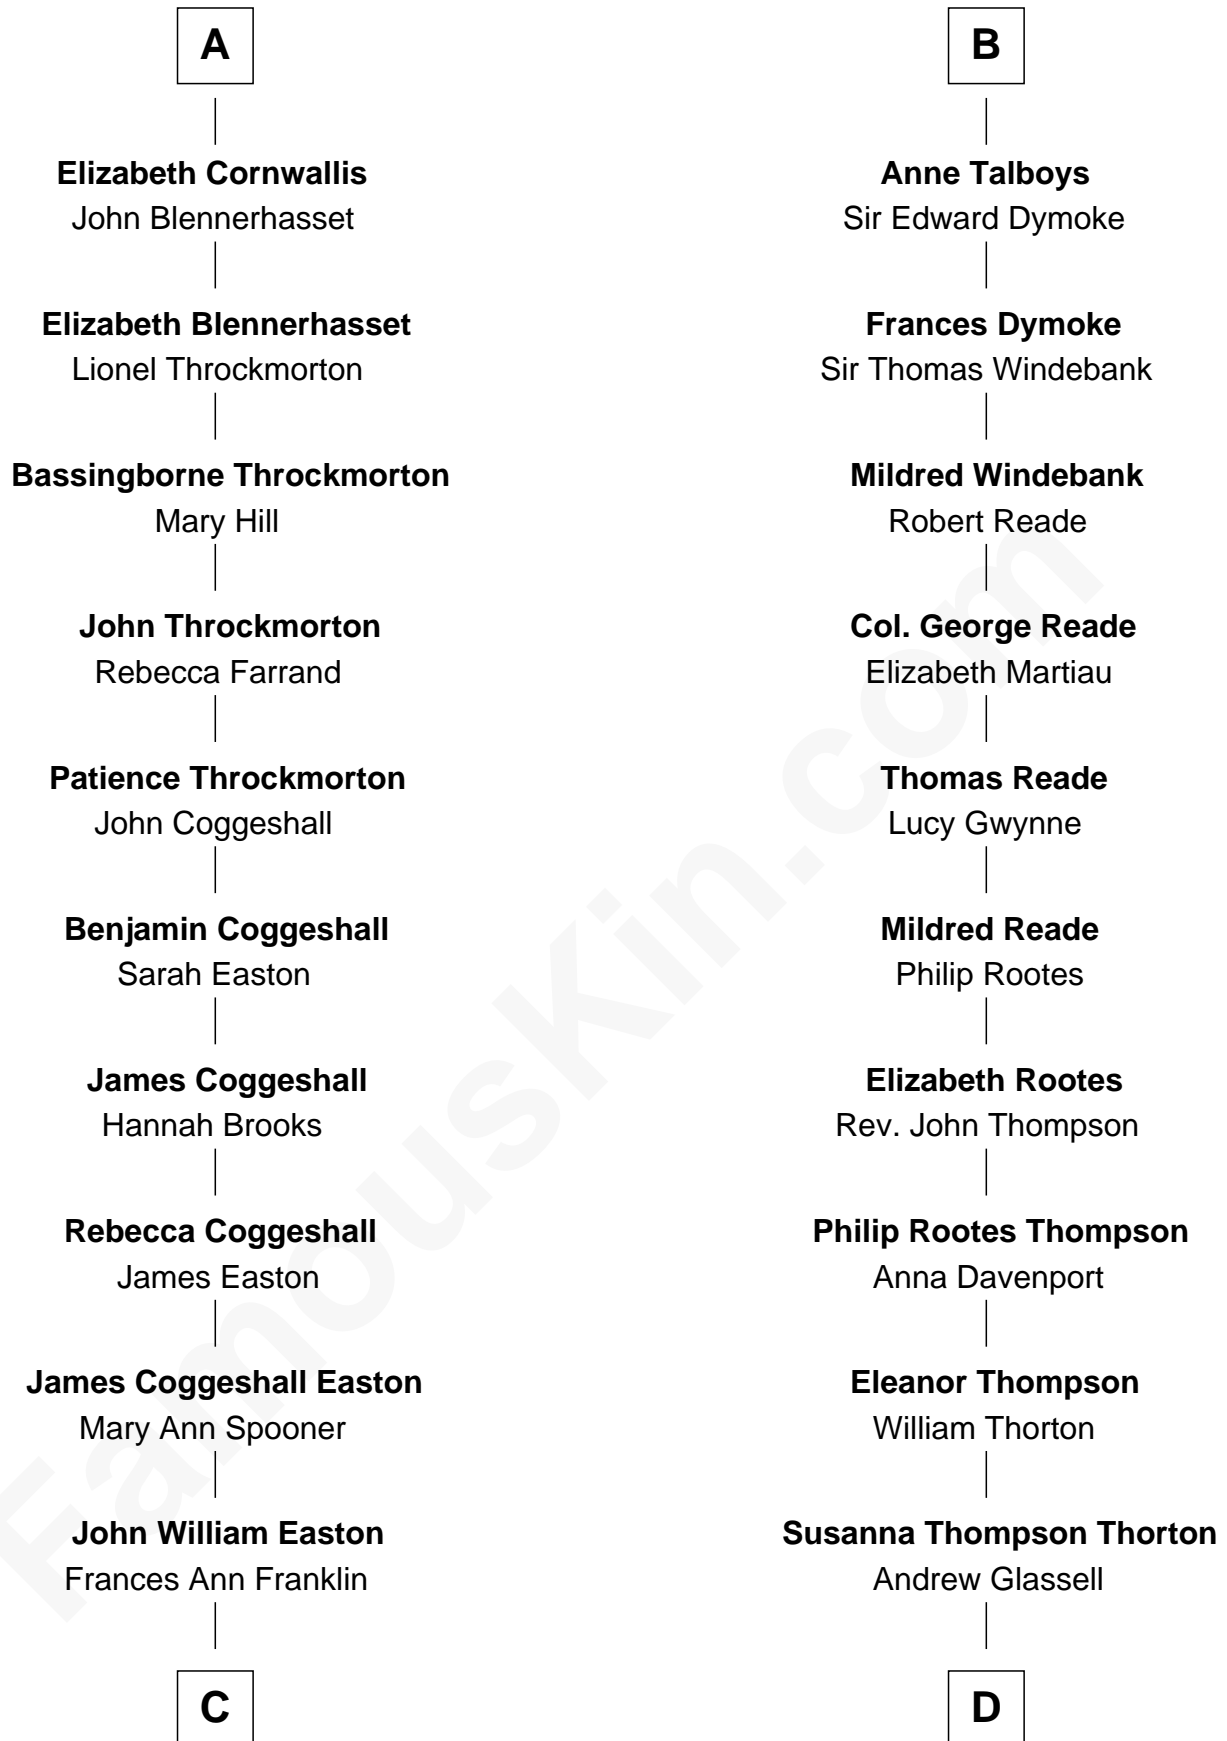 A
Elizabeth Cornwallis
John Blennerhasset
Elizabeth Blennerhasset
Lionel Throckmorton
Bassingborne Throckmorton
Mary Hill
John Throckmorton
Rebecca Farrand
Patience Throckmorton
John Coggeshall
Benjamin Coggeshall
Sarah Easton
James Coggeshall
Hannah Brooks
Rebecca Coggeshall
James Easton
James Coggeshall Easton
Mary Ann Spooner
John William Easton
Frances Ann Franklin
C
B
Anne Talboys
Sir Edward Dymoke
Frances Dymoke
Sir Thomas Windebank
Mildred Windebank
Robert Reade
Col. George Reade
Elizabeth Martiau
Thomas Reade
Lucy Gwynne
Mildred Reade
Philip Rootes
Elizabeth Rootes
Rev. John Thompson
Philip Rootes Thompson
Anna Davenport
Eleanor Thompson
William Thorton
Susanna Thompson Thorton
Andrew Glassell
D
FamousKin.com